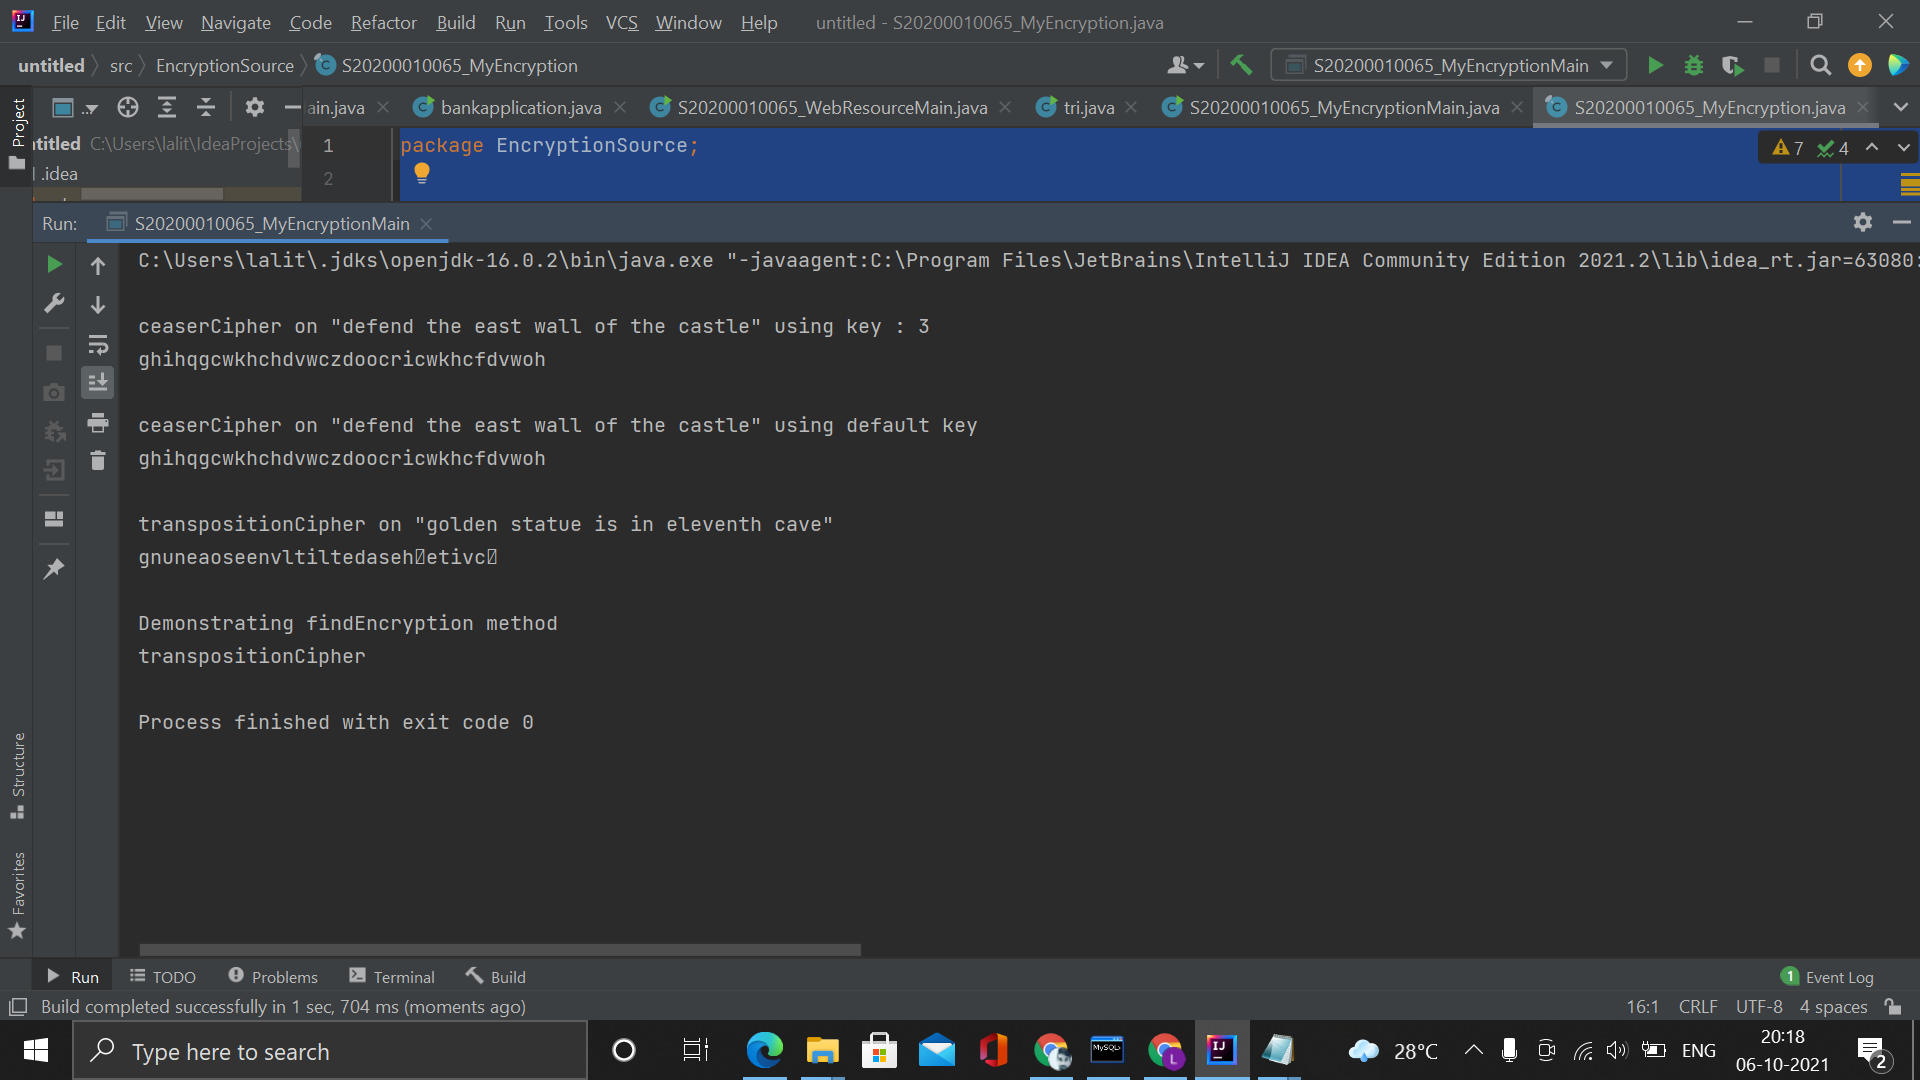 File Edit View Navigate Code Refactor Build Run Tools VCS Window Help untitled - S20200010065_MyEncryption.java
untitled src EncryptionSource S20200010065_MyEncryption S20200010065_MyEncryptionMain
ain.java bankapplication.java S20200010065_WebResourceMain.java tri.java S20200010065_MyEncryptionMain.java S20200010065_MyEncryption.java
Project
ntitled C:\Users\lalit\IdeaProjects\
.idea
1 package EncryptionSource; 7 4
2
Run: S20200010065_MyEncryptionMain
C:\Users\lalit\.jdks\openjdk-16.0.2\bin\java.exe "-javaagent:C:\Program Files\JetBrains\IntelliJ IDEA Community Edition 2021.2\lib\idea_rt.jar=63080:
ceaserCipher on "defend the east wall of the castle" using key : 3
ghihqgcwkhchdvwczdoocricwkhcfdvwoh
ceaserCipher on "defend the east wall of the castle" using default key
ghihqgcwkhchdvwczdoocricwkhcfdvwoh
transpositionCipher on "golden statue is in eleventh cave"
gnuneaoseenvltiltedaseh▯etivc▯
Demonstrating findEncryption method
transpositionCipher
Process finished with exit code 0
Structure
Favorites
Run TODO Problems Terminal Build 1 Event Log
Build completed successfully in 1 sec, 704 ms (moments ago) 16:1 CRLF UTF-8 4 spaces
Type here to search MySQL L IJ 28°C ENG 20:18
06-10-2021 2